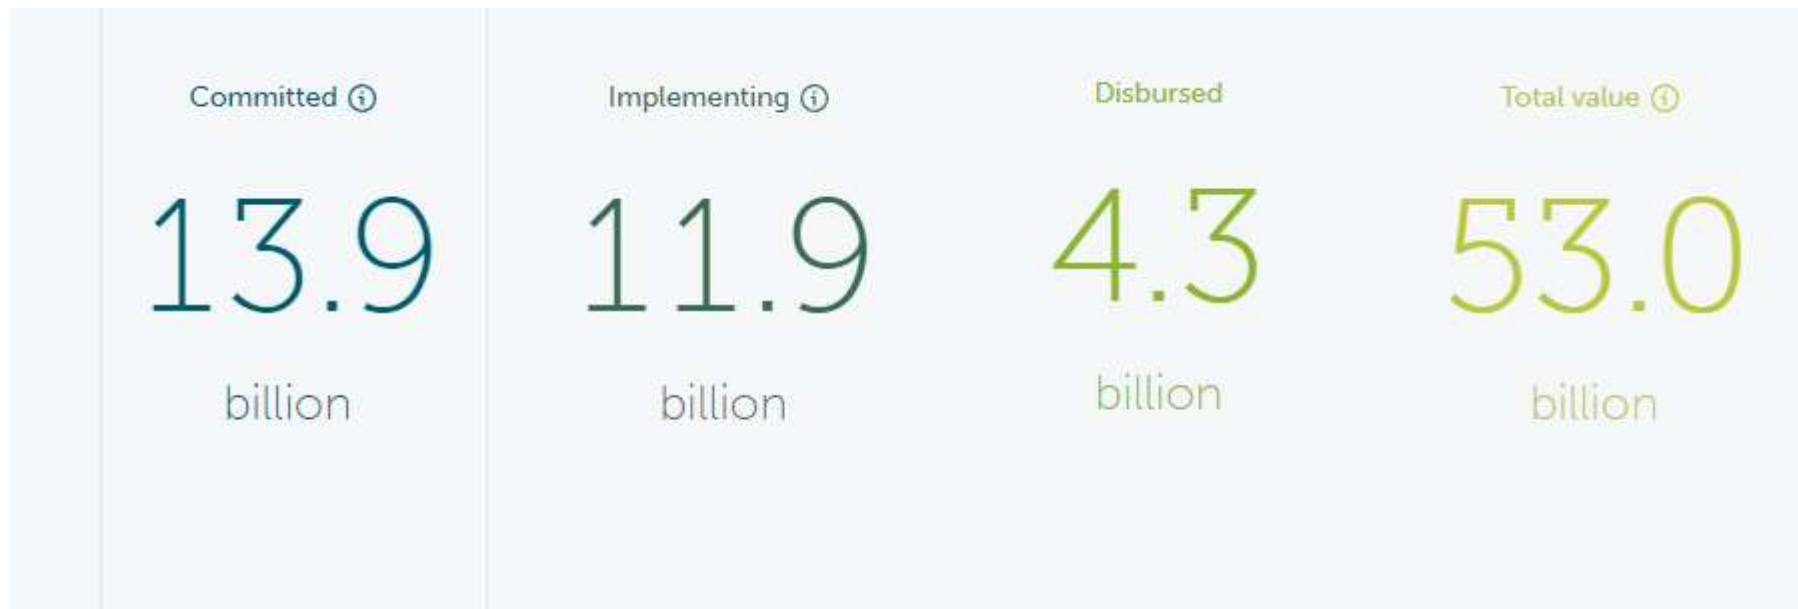 Committed
Implementing
Disbursed
Total value
13.9
11.9
4.3
53.0
billion
billion
billion
billion